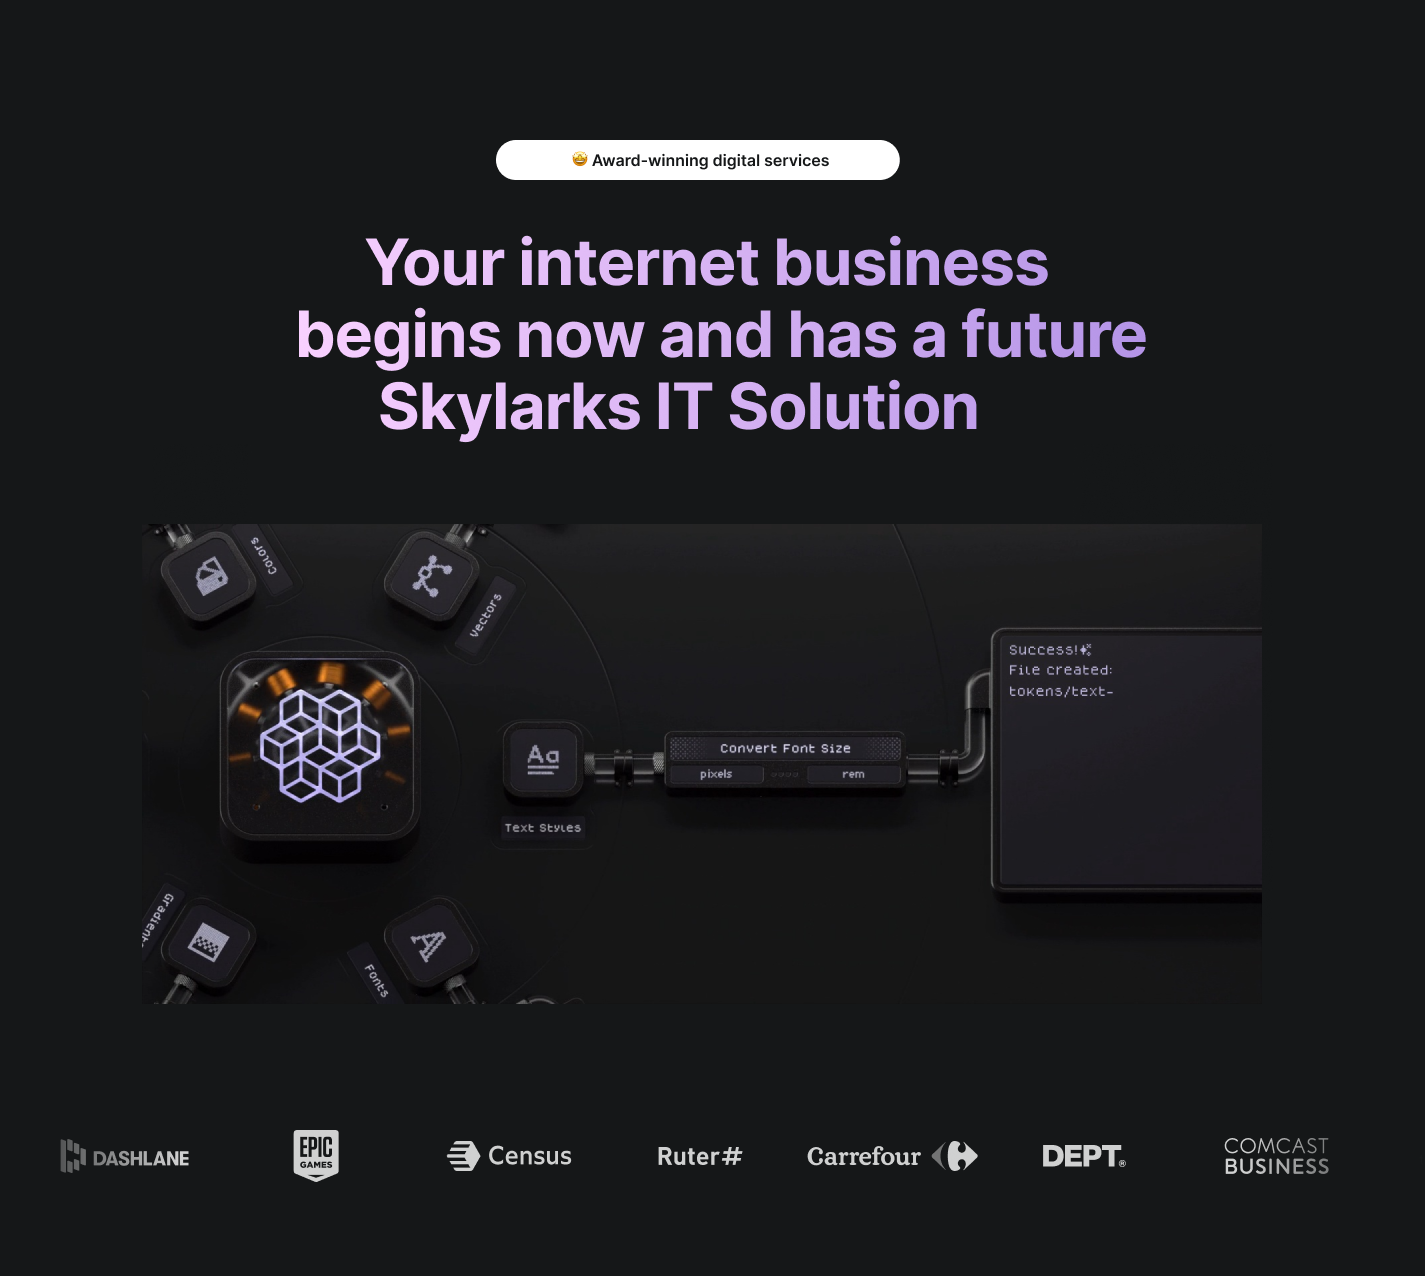 🤩 Award-winning digital services
Your internet business
begins now and has a future
Skylarks IT Solution
Colors
Vectors
Success!✨
File created:
tokens/text-
Aa
Convert Font Size
pixels
rem
Text Styles
Gradient
A
Fonts
DASHLANE
EPIC
GAMES
Census
Ruter#
Carrefour
DEPT®
COMCAST
BUSINESS